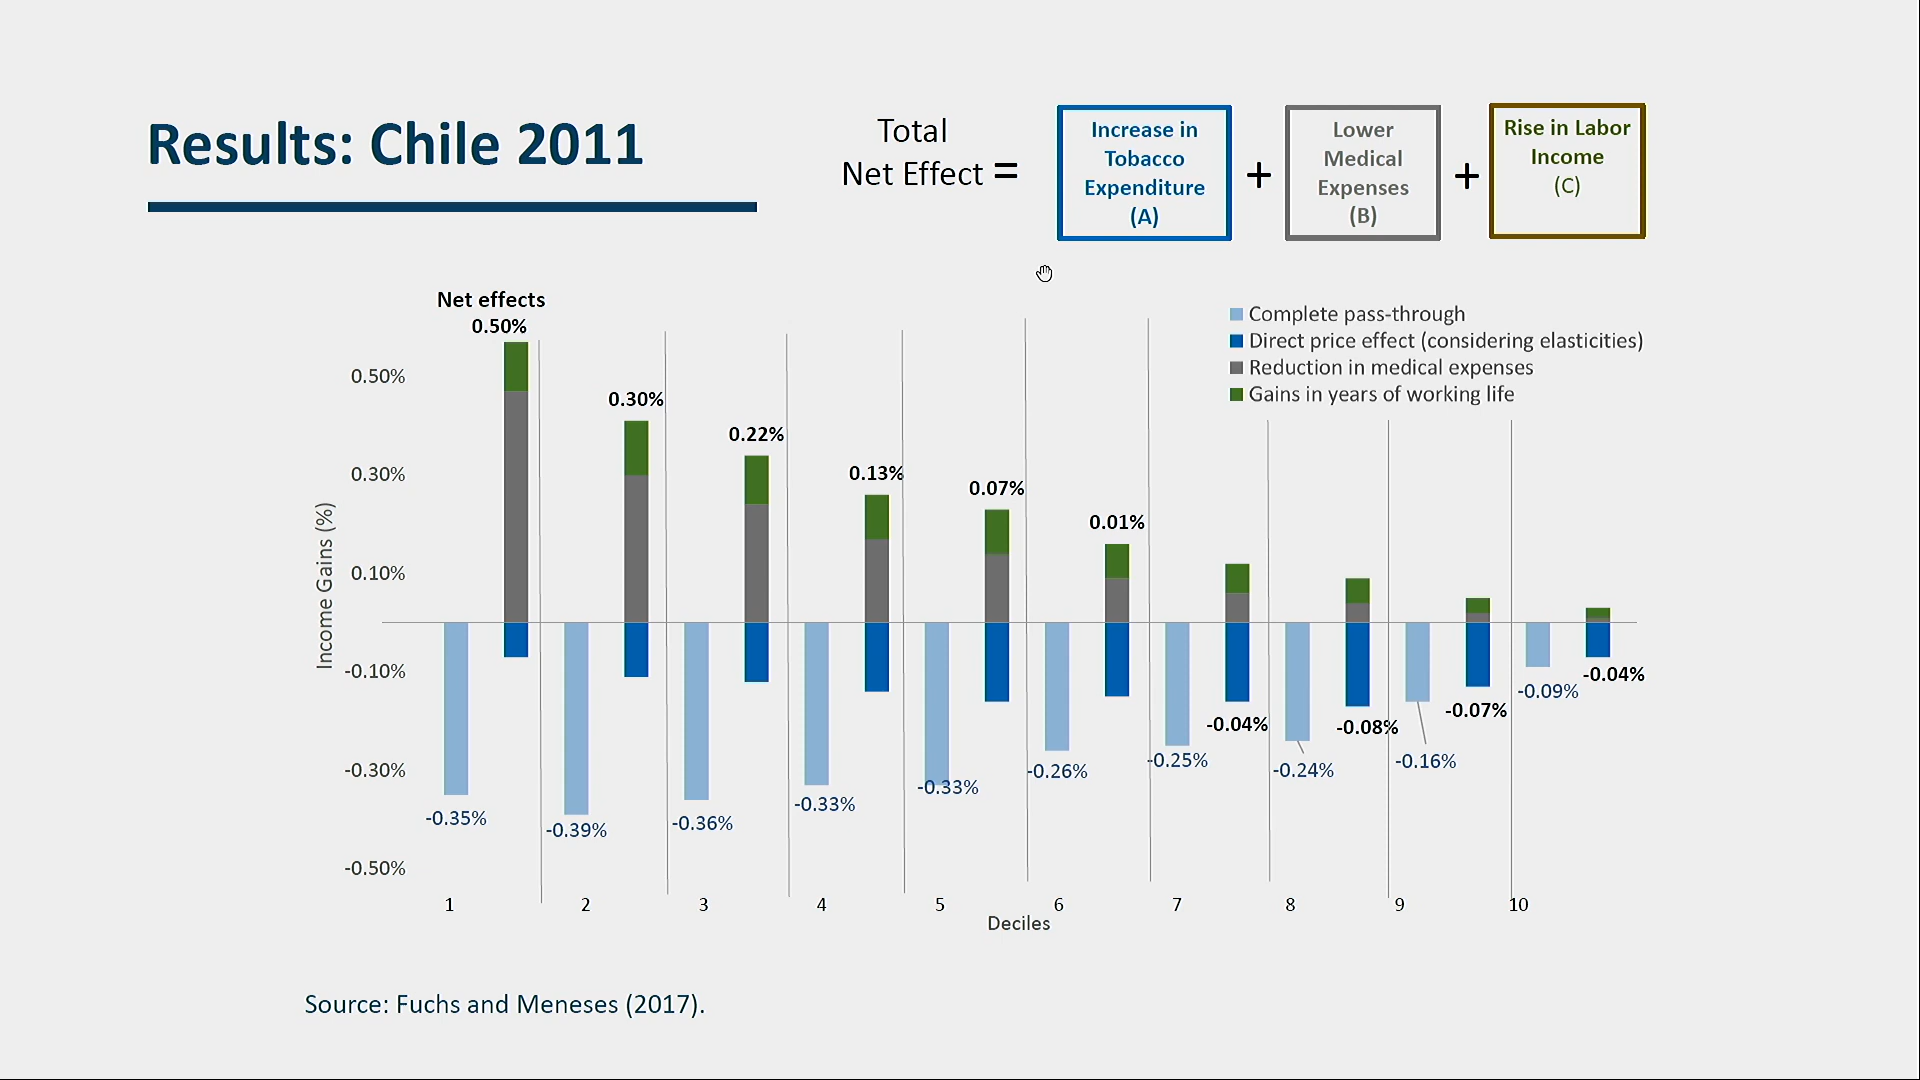 Results: Chile 2011
Total
Net Effect =
Increase in
Tobacco
Expenditure
(A)
+
Lower
Medical
Expenses
(B)
+
Rise in Labor
Income
(C)
Net effects
0.50%
0.30%
0.22%
0.13%
0.07%
0.01%
Complete pass-through
Direct price effect (considering elasticities)
Reduction in medical expenses
Gains in years of working life
Income Gains (%)
0.50%
0.30%
0.10%
-0.10%
-0.30%
-0.50%
-0.04%
-0.08%
-0.07%
-0.04%
-0.35%
-0.39%
-0.36%
-0.33%
-0.33%
-0.26%
-0.25%
-0.24%
-0.16%
-0.09%
1 2 3 4 5 6 7 8 9 10
Deciles
Source: Fuchs and Meneses (2017).